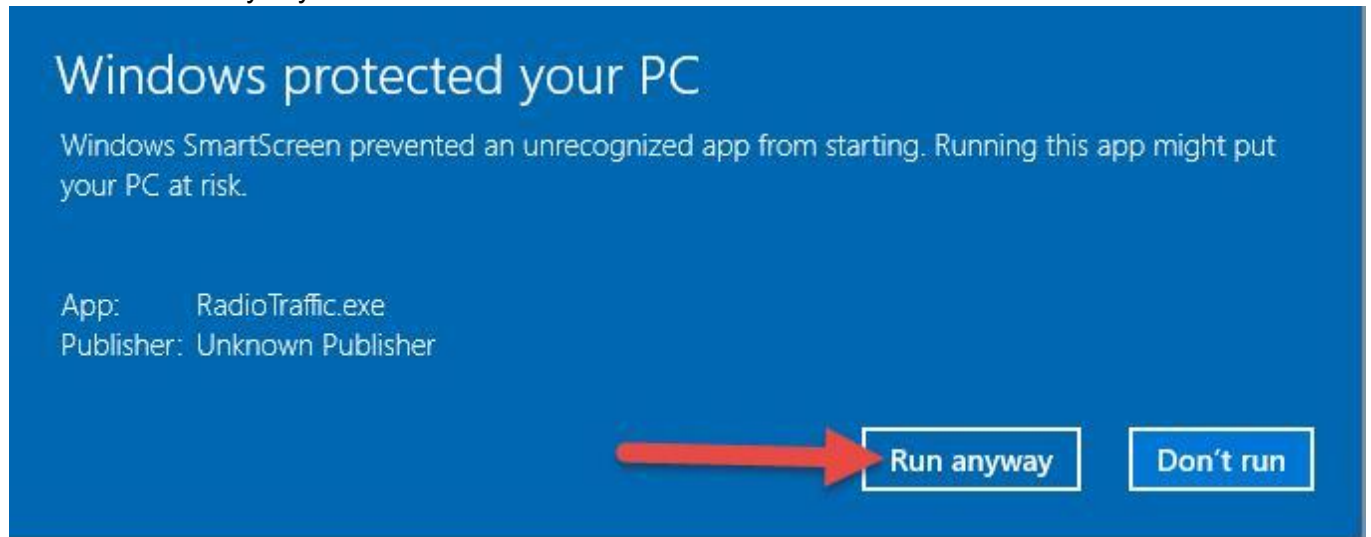 Windows protected your PC
Windows SmartScreen prevented an unrecognized app from starting. Running this app might put
your PC at risk.
App: RadioTraffic.exe
Publisher: Unknown Publisher
Run anyway Don't run